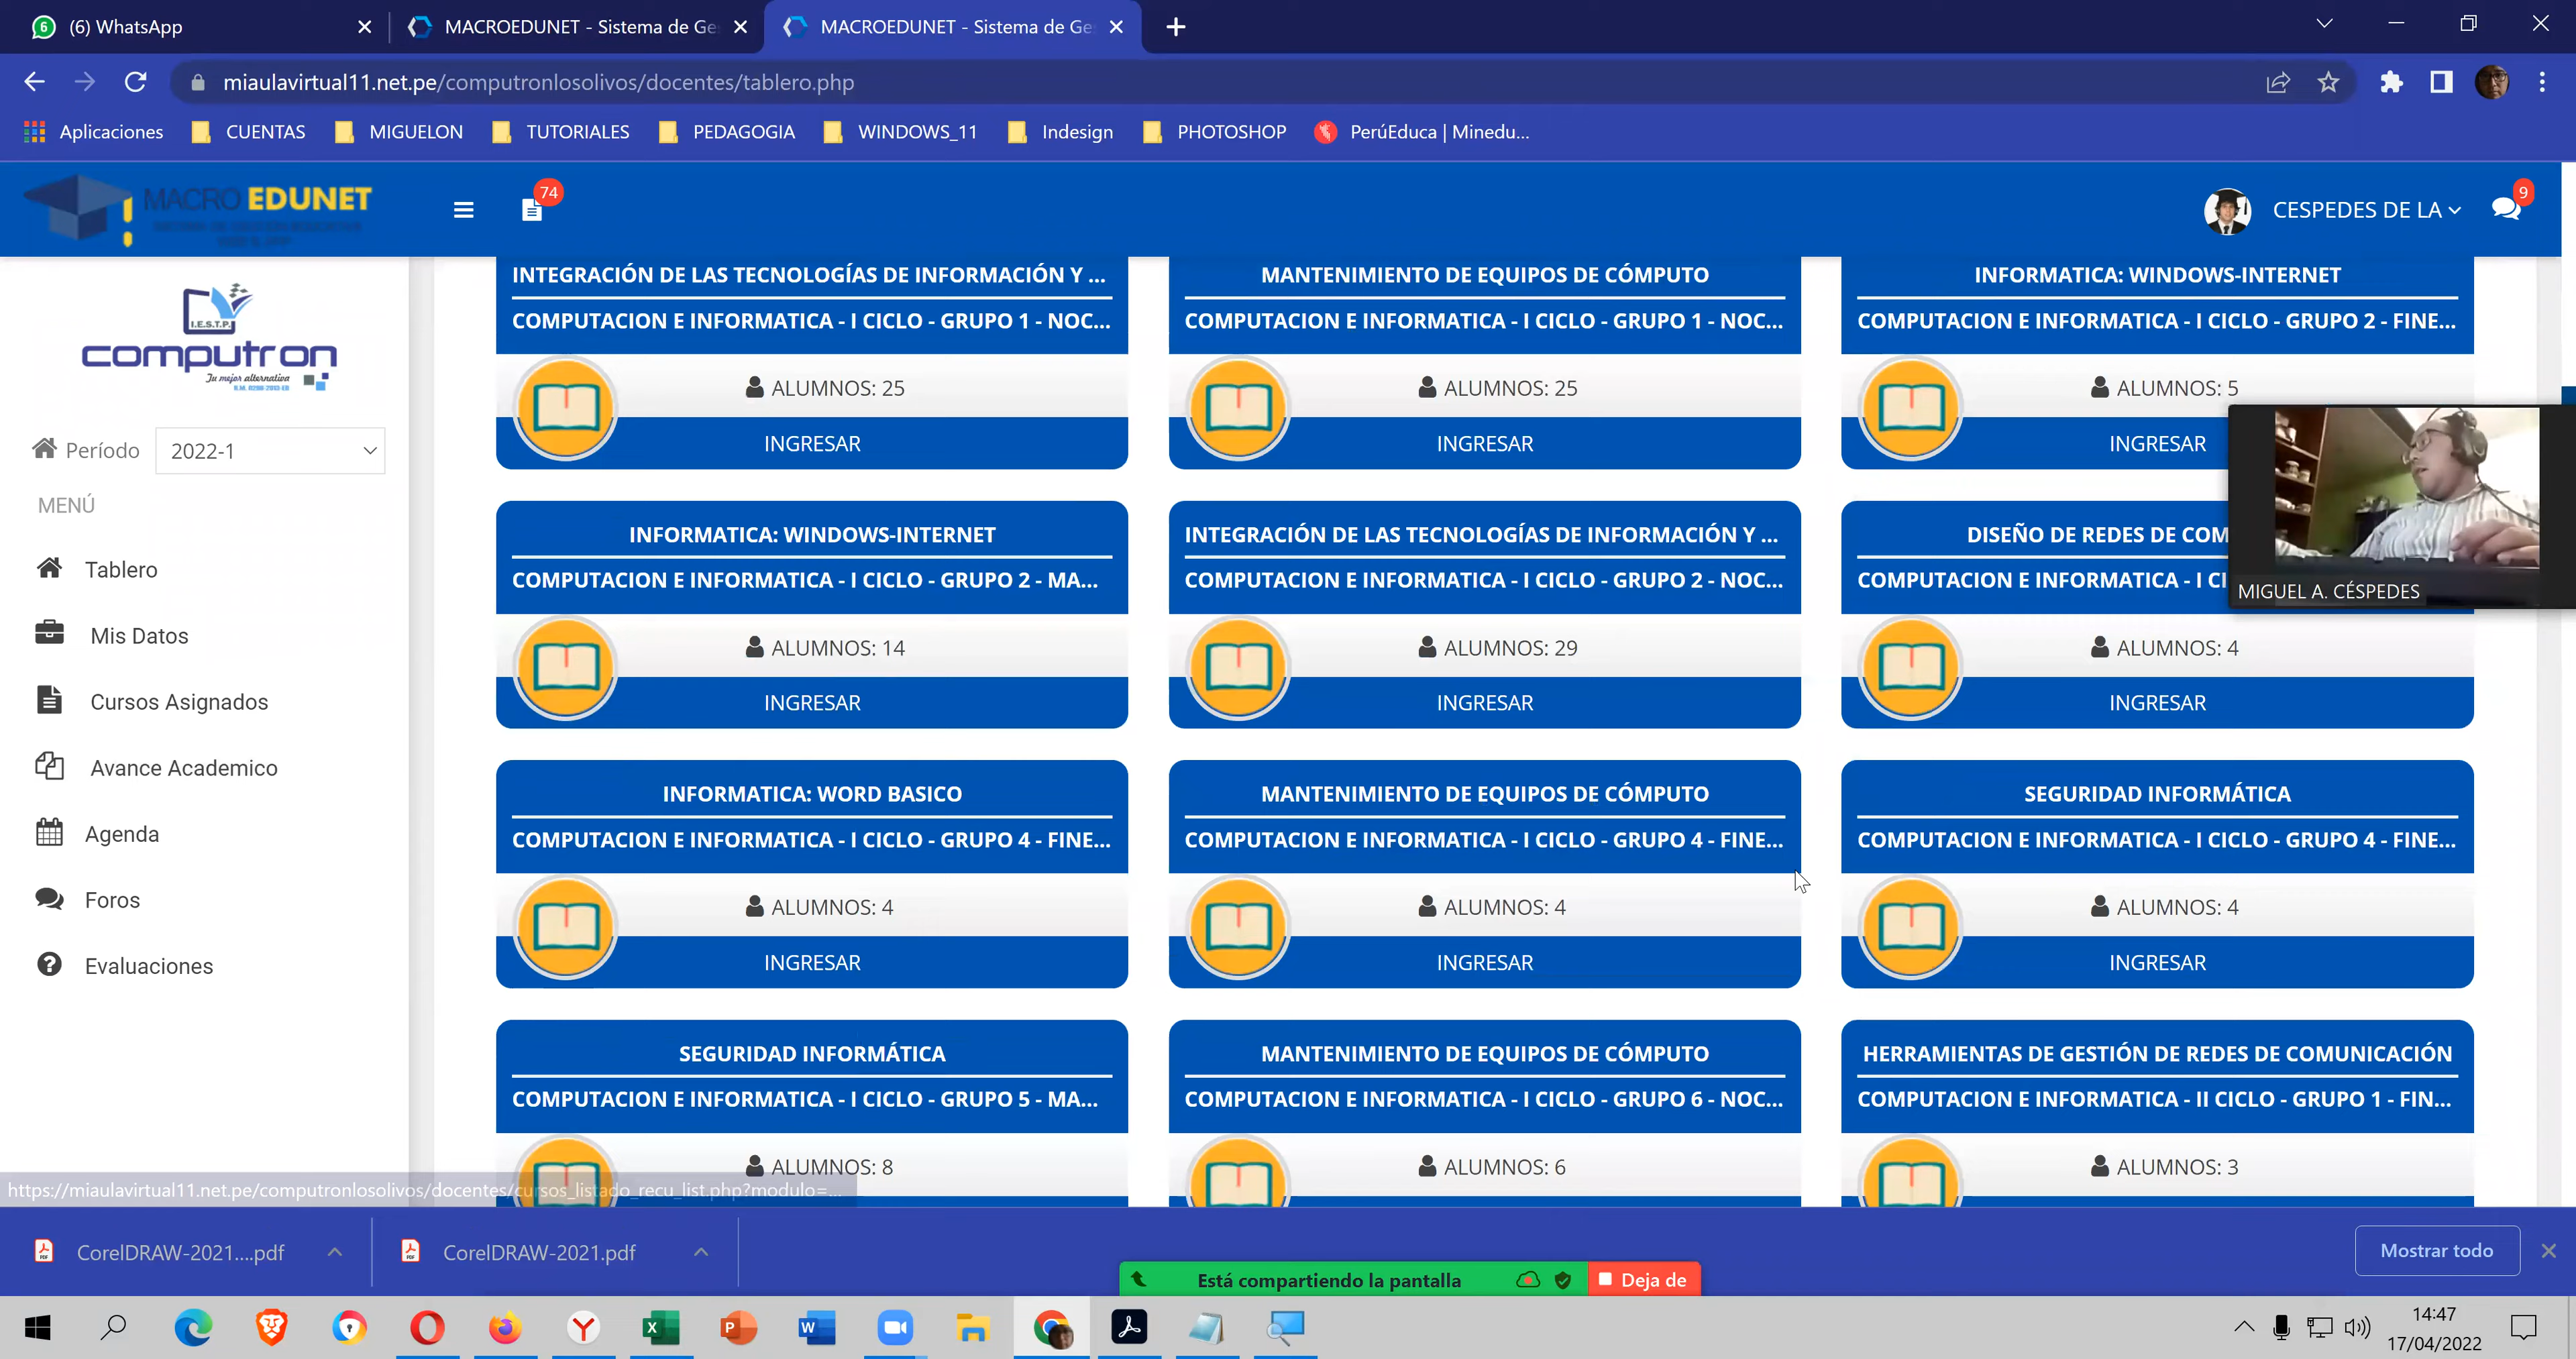 (6) WhatsApp
MACROEDUNET - Sistema de Ge
MACROEDUNET - Sistema de Ge
miaulavirtual11.net.pe/computronlosolivos/docentes/tablero.php
Aplicaciones CUENTAS MIGUELON TUTORIALES PEDAGOGIA WINDOWS_11 Indesign PHOTOSHOP PerúEduca | Minedu...
MACRO EDUNET
74
CESPEDES DE LA
9
I.E.S.T.P.
computron
Tu mejor alternativa
Período 2022-1
MENÚ
Tablero
Mis Datos
Cursos Asignados
Avance Academico
Agenda
Foros
Evaluaciones
INTEGRACIÓN DE LAS TECNOLOGÍAS DE INFORMACIÓN Y ...
COMPUTACION E INFORMATICA - I CICLO - GRUPO 1 - NOC...
ALUMNOS: 25
INGRESAR
MANTENIMIENTO DE EQUIPOS DE CÓMPUTO
COMPUTACION E INFORMATICA - I CICLO - GRUPO 1 - NOC...
ALUMNOS: 25
INGRESAR
INFORMATICA: WINDOWS-INTERNET
COMPUTACION E INFORMATICA - I CICLO - GRUPO 2 - FINE...
ALUMNOS: 5
INGRESAR
INFORMATICA: WINDOWS-INTERNET
COMPUTACION E INFORMATICA - I CICLO - GRUPO 2 - MA...
ALUMNOS: 14
INGRESAR
INTEGRACIÓN DE LAS TECNOLOGÍAS DE INFORMACIÓN Y ...
COMPUTACION E INFORMATICA - I CICLO - GRUPO 2 - NOC...
ALUMNOS: 29
INGRESAR
DISEÑO DE REDES DE COM
COMPUTACION E INFORMATICA - I CI
ALUMNOS: 4
INGRESAR
MIGUEL A. CÉSPEDES
INFORMATICA: WORD BASICO
COMPUTACION E INFORMATICA - I CICLO - GRUPO 4 - FINE...
ALUMNOS: 4
INGRESAR
MANTENIMIENTO DE EQUIPOS DE CÓMPUTO
COMPUTACION E INFORMATICA - I CICLO - GRUPO 4 - FINE...
ALUMNOS: 4
INGRESAR
SEGURIDAD INFORMÁTICA
COMPUTACION E INFORMATICA - I CICLO - GRUPO 4 - FINE...
ALUMNOS: 4
INGRESAR
SEGURIDAD INFORMÁTICA
COMPUTACION E INFORMATICA - I CICLO - GRUPO 5 - MA...
ALUMNOS: 8
MANTENIMIENTO DE EQUIPOS DE CÓMPUTO
COMPUTACION E INFORMATICA - I CICLO - GRUPO 6 - NOC...
ALUMNOS: 6
HERRAMIENTAS DE GESTIÓN DE REDES DE COMUNICACIÓN
COMPUTACION E INFORMATICA - II CICLO - GRUPO 1 - FIN...
ALUMNOS: 3
https://miaulavirtual11.net.pe/computronlosolivos/docentes/cursos_listado_recu_list.php?modulo=...
CorelDRAW-2021....pdf
CorelDRAW-2021.pdf
Mostrar todo
Está compartiendo la pantalla
Deja de
14:47
17/04/2022